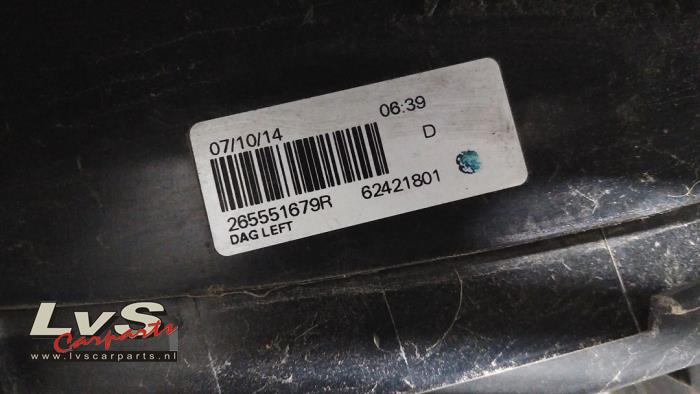 07/10/14 06:39
D
265551679R 62421801
DAG LEFT
LvS
Carparts
www.lvscarparts.nl